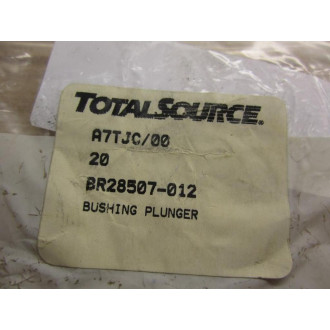 TOTALSOURCE®
A7TJC/00
20
BR28507-012
BUSHING PLUNGER